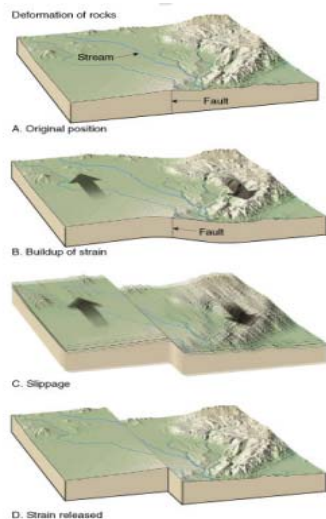 Deformation of rocks
Stream
Fault
A. Original position
Fault
B. Buildup of strain
C. Slippage
D. Strain released